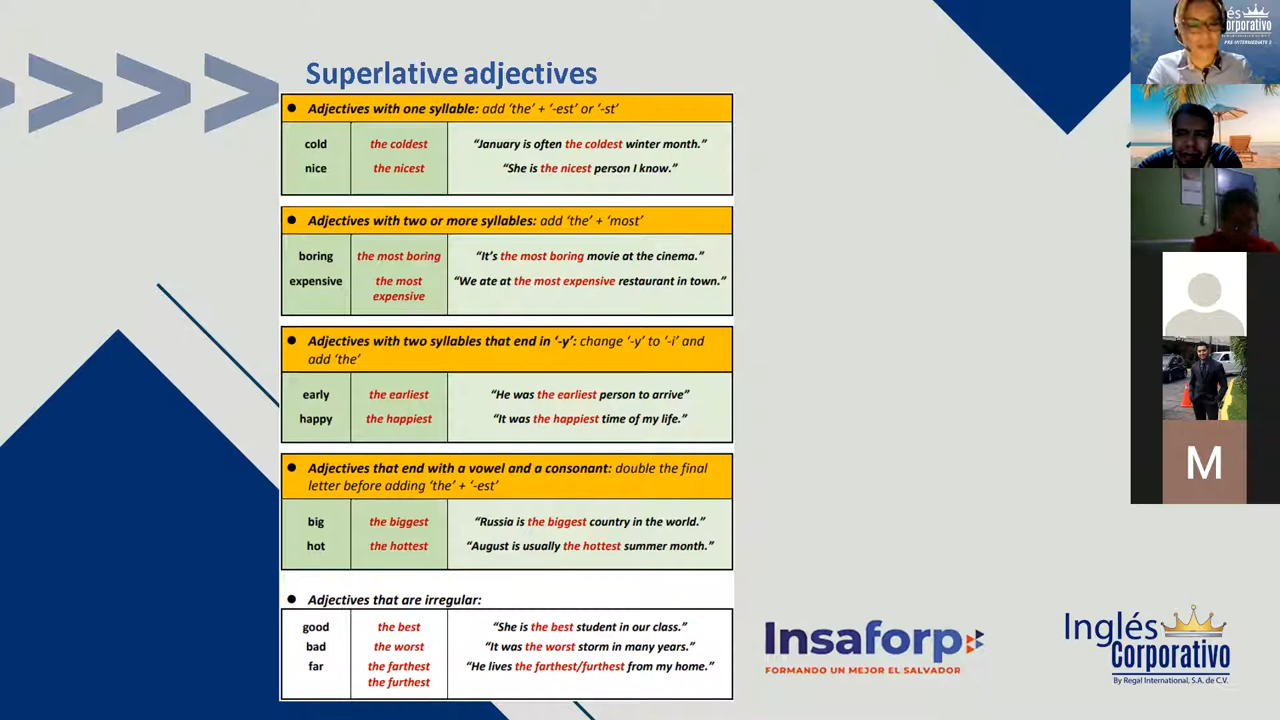 Superlative adjectives
● Adjectives with one syllable: add ‘the’ + ‘-est’ or ‘-st’
cold the coldest “January is often the coldest winter month.”
nice the nicest “She is the nicest person I know.”
● Adjectives with two or more syllables: add ‘the’ + ‘most’
boring the most boring “It’s the most boring movie at the cinema.”
expensive the most “We ate at the most expensive restaurant in town.”
expensive
● Adjectives with two syllables that end in ‘-y’: change ‘-y’ to ‘-i’ and
add ‘the’
early the earliest “He was the earliest person to arrive”
happy the happiest “It was the happiest time of my life.”
● Adjectives that end with a vowel and a consonant: double the final
letter before adding ‘the’ + ‘-est’
big the biggest “Russia is the biggest country in the world.”
hot the hottest “August is usually the hottest summer month.”
● Adjectives that are irregular:
good the best “She is the best student in our class.”
bad the worst “It was the worst storm in many years.”
far the farthest “He lives the farthest/furthest from my home.”
the furthest
Insaforp
FORMANDO UN MEJOR EL SALVADOR
Inglés
Corporativo
By Regal International, S.A. de C.V.
és
orporativo
PRE INTERMEDIATE 2
M